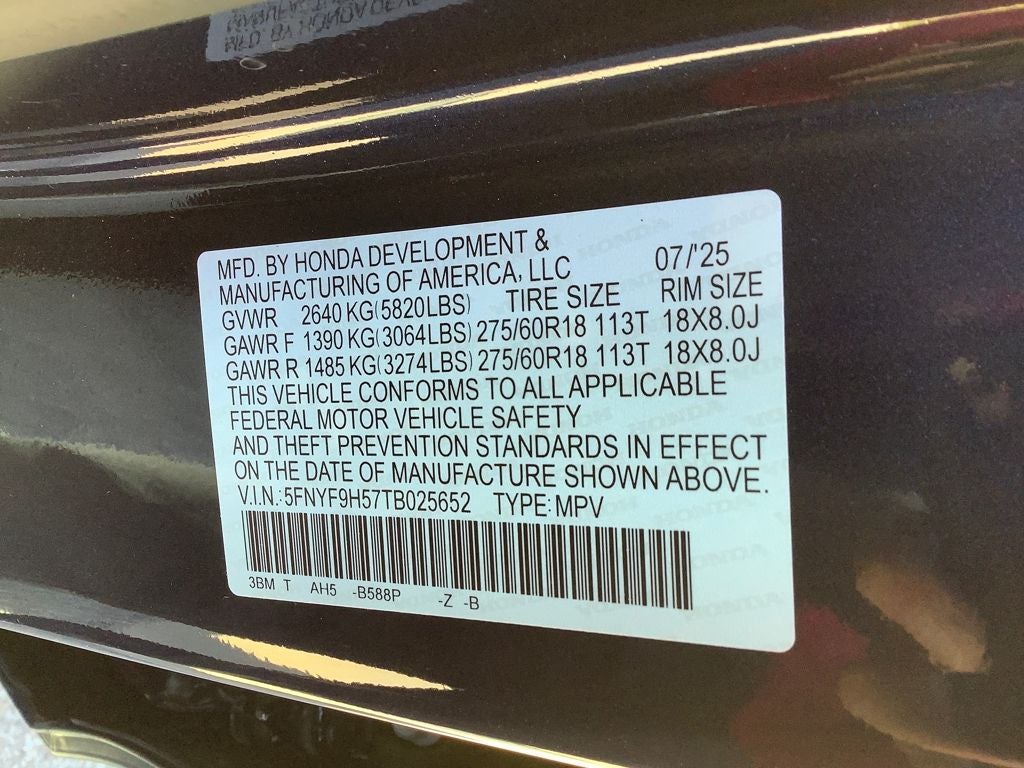 MFD. BY HONDA DEVELOPMENT &
MANUFACTURING OF AMERICA, LLC 07/'25
GVWR 2640 KG(5820LBS) TIRE SIZE RIM SIZE
GAWR F 1390 KG(3064LBS) 275/60R18 113T 18X8.0J
GAWR R 1485 KG(3274LBS) 275/60R18 113T 18X8.0J
THIS VEHICLE CONFORMS TO ALL APPLICABLE
FEDERAL MOTOR VEHICLE SAFETY
AND THEFT PREVENTION STANDARDS IN EFFECT
ON THE DATE OF MANUFACTURE SHOWN ABOVE.
V.I.N.:5FNYF9H57TB025652 TYPE:MPV
3BM T AH5 -B588P -Z -B